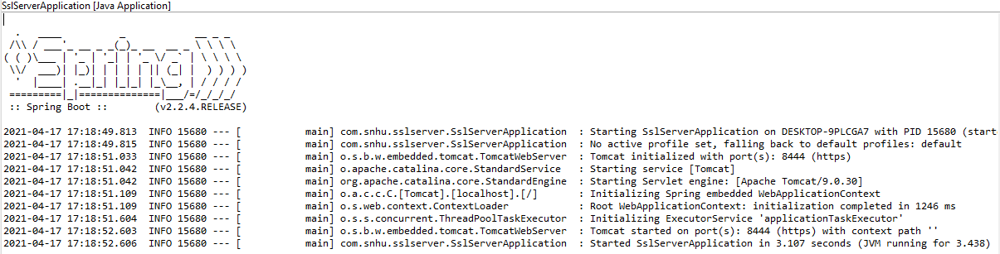 SslServerApplication [Java Application]
  .   ____          _            __ _ _
 /\\ / ___'_ __ _ _(_)_ __  __ _ \ \ \ \
( ( )\___ | '_ | '_| | '_ \/ _` | \ \ \ \
 \\/  ___)| |_)| | | | | || (_| |  ) ) ) )
  '  |____| .__|_| |_|_| |_\__, | / / / /
 =========|_|==============|___/=/_/_/_/
 :: Spring Boot ::        (v2.2.4.RELEASE)
2021-04-17 17:18:49.813  INFO 15680 --- [           main] com.snhu.sslserver.SslServerApplication  : Starting SslServerApplication on DESKTOP-9PLCGA7 with PID 15680 (start
2021-04-17 17:18:49.815  INFO 15680 --- [           main] com.snhu.sslserver.SslServerApplication  : No active profile set, falling back to default profiles: default
2021-04-17 17:18:51.033  INFO 15680 --- [           main] o.s.b.w.embedded.tomcat.TomcatWebServer  : Tomcat initialized with port(s): 8444 (https)
2021-04-17 17:18:51.042  INFO 15680 --- [           main] o.apache.catalina.core.StandardService   : Starting service [Tomcat]
2021-04-17 17:18:51.042  INFO 15680 --- [           main] org.apache.catalina.core.StandardEngine  : Starting Servlet engine: [Apache Tomcat/9.0.30]
2021-04-17 17:18:51.109  INFO 15680 --- [           main] o.a.c.c.C.[Tomcat].[localhost].[/]       : Initializing Spring embedded WebApplicationContext
2021-04-17 17:18:51.109  INFO 15680 --- [           main] o.s.web.context.ContextLoader            : Root WebApplicationContext: initialization completed in 1246 ms
2021-04-17 17:18:51.604  INFO 15680 --- [           main] o.s.s.concurrent.ThreadPoolTaskExecutor  : Initializing ExecutorService 'applicationTaskExecutor'
2021-04-17 17:18:52.603  INFO 15680 --- [           main] o.s.b.w.embedded.tomcat.TomcatWebServer  : Tomcat started on port(s): 8444 (https) with context path ''
2021-04-17 17:18:52.606  INFO 15680 --- [           main] com.snhu.sslserver.SslServerApplication  : Started SslServerApplication in 3.107 seconds (JVM running for 3.438)